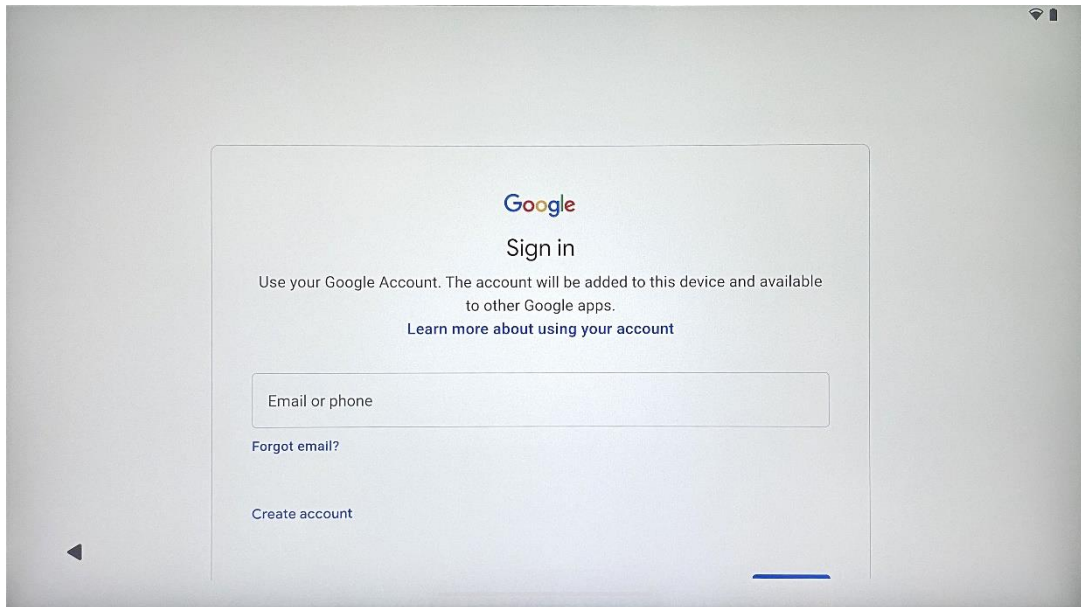 Google
Sign in
Use your Google Account. The account will be added to this device and available
to other Google apps.
Learn more about using your account
Email or phone
Forgot email?
Create account